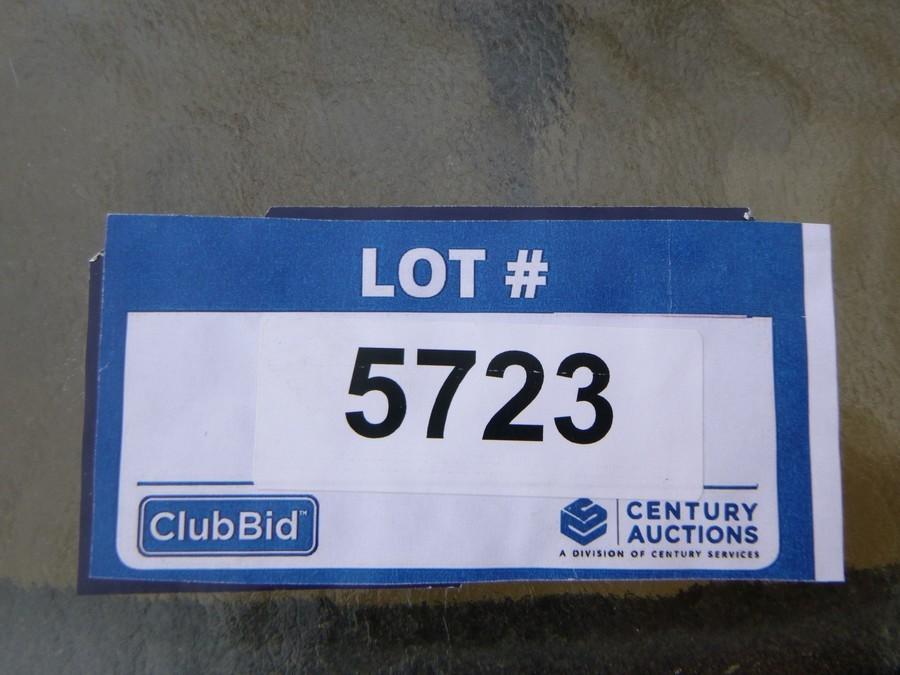 LOT #
5723
ClubBid™
CENTURY
AUCTIONS
A DIVISION OF CENTURY SERVICES